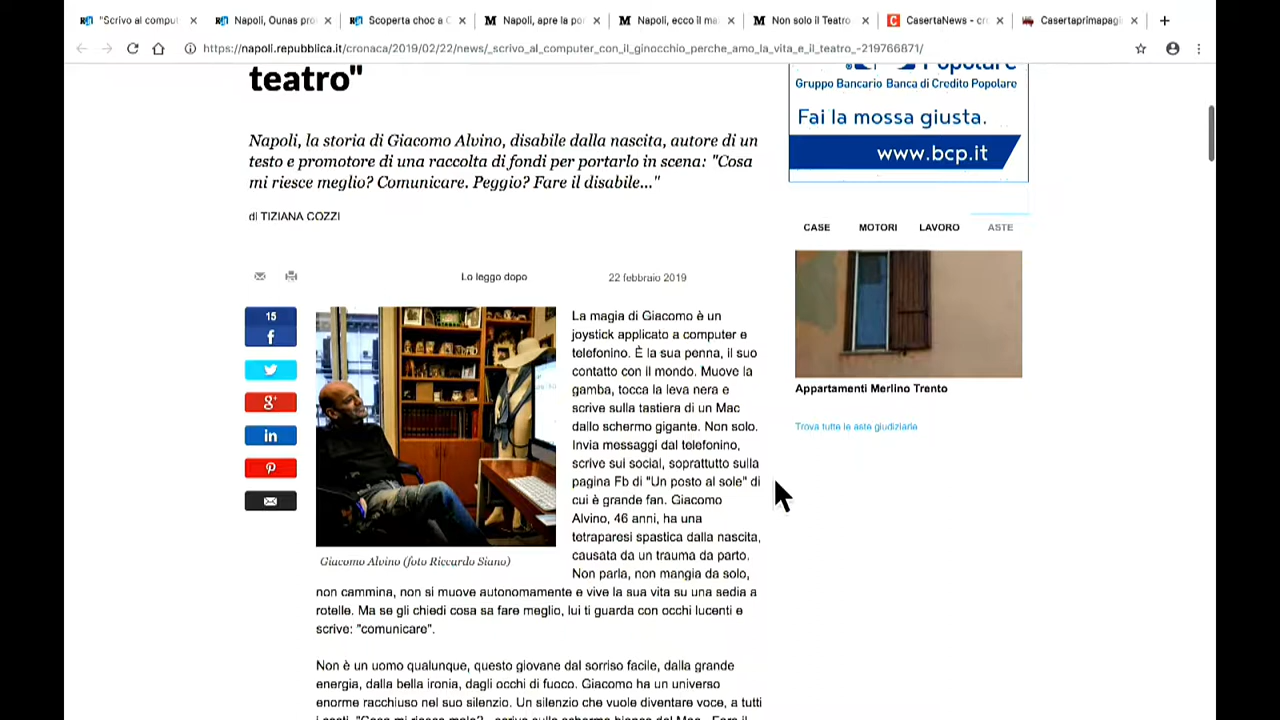 "Scrivo al comput
Napoli, Ounas pro
Scoperta choc a C
Napoli, apre la po
Napoli, ecco il ma
Non solo il Teatro
CasertaNews - cr
Casertaprimapagi
https://napoli.repubblica.it/cronaca/2019/02/22/news/_scrivo_al_computer_con_il_ginocchio_perche_amo_la_vita_e_il_teatro_-219766871/
teatro"
Napoli, la storia di Giacomo Alvino, disabile dalla nascita, autore di un
testo e promotore di una raccolta di fondi per portarlo in scena: "Cosa
mi riesce meglio? Comunicare. Peggio? Fare il disabile..."
di TIZIANA COZZI
Lo leggo dopo
22 febbraio 2019
15
f
g+
in
La magia di Giacomo è un
joystick applicato a computer e
telefonino. È la sua penna, il suo
contatto con il mondo. Muove la
gamba, tocca la leva nera e
scrive sulla tastiera di un Mac
dallo schermo gigante. Non solo.
Invia messaggi dal telefonino,
scrive sui social, soprattutto sulla
pagina Fb di "Un posto al sole" di
cui è grande fan. Giacomo
Alvino, 46 anni, ha una
tetraparesi spastica dalla nascita,
causata da un trauma da parto.
Non parla, non mangia da solo,
non cammina, non si muove autonomamente e vive la sua vita su una sedia a
rotelle. Ma se gli chiedi cosa sa fare meglio, lui ti guarda con occhi lucenti e
scrive: "comunicare".
Giacomo Alvino (foto Riccardo Siano)
Non è un uomo qualunque, questo giovane dal sorriso facile, dalla grande
energia, dalla bella ironia, dagli occhi di fuoco. Giacomo ha un universo
enorme racchiuso nel suo silenzio. Un silenzio che vuole diventare voce, a tutti
Popolare
Gruppo Bancario Banca di Credito Popolare
Fai la mossa giusta.
www.bcp.it
CASE MOTORI LAVORO ASTE
Appartamenti Merlino Trento
Trova tutte le aste giudiziarie